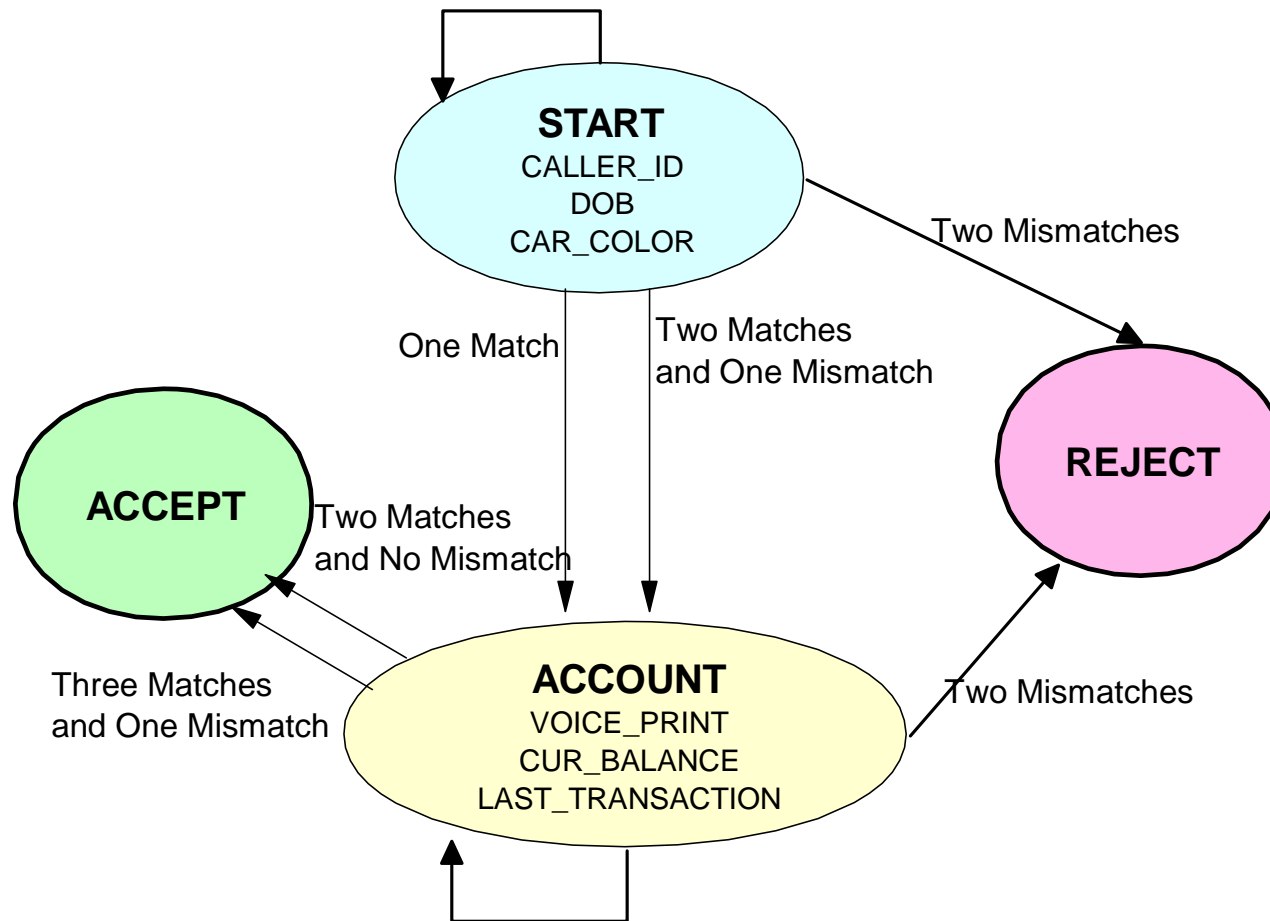 START
CALLER_ID
DOB
CAR_COLOR
Two Mismatches
One Match
Two Matches
and One Mismatch
REJECT
ACCEPT
Two Matches
and No Mismatch
Three Matches
and One Mismatch
ACCOUNT
VOICE_PRINT
CUR_BALANCE
LAST_TRANSACTION
Two Mismatches